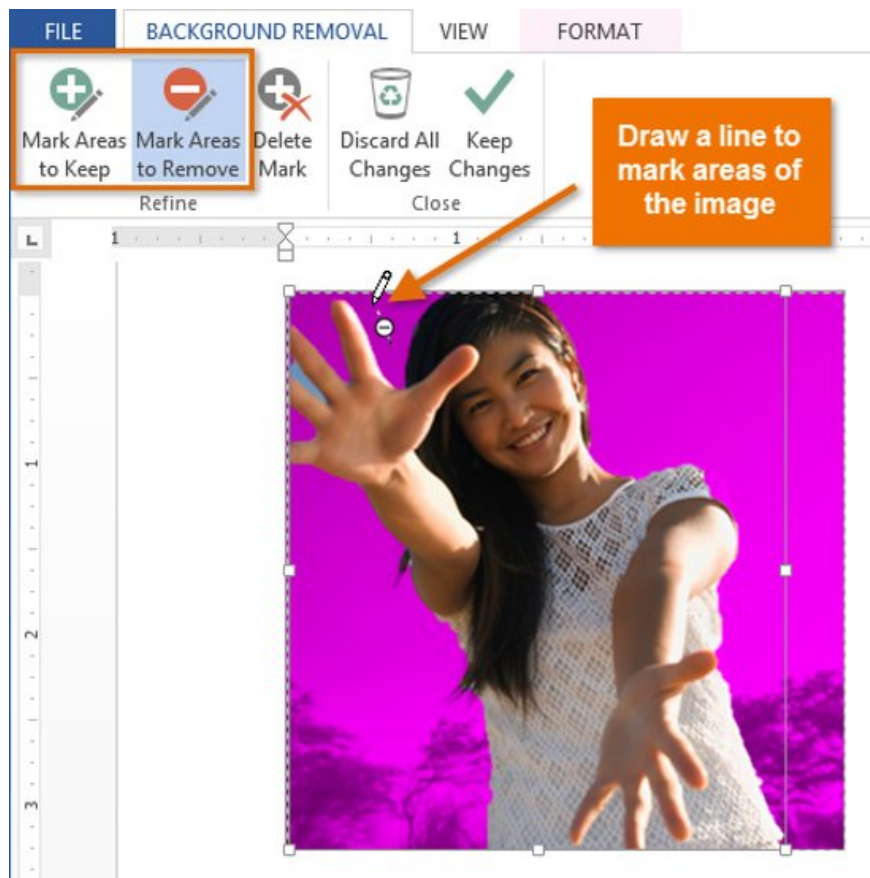 FILE BACKGROUND REMOVAL VIEW FORMAT
Mark Areas Mark Areas Delete Discard All Keep
to Keep to Remove Mark Changes Changes
Refine Close
Draw a line to
mark areas of
the image
1 1
1
2
3